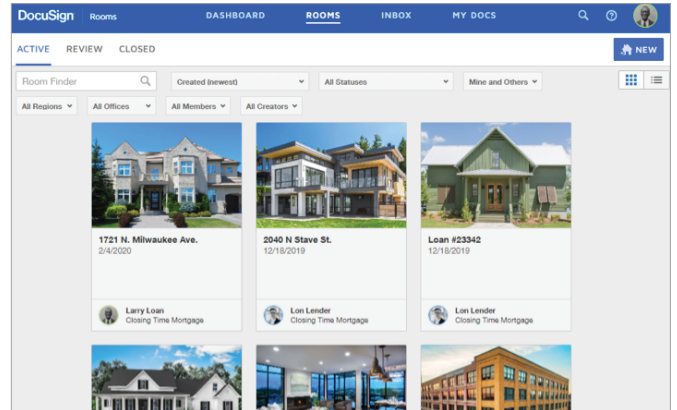 DocuSign Rooms DASHBOARD ROOMS INBOX MY DOCS
ACTIVE REVIEW CLOSED NEW
Room Finder Created (newest) All Statuses Mine and Others
All Regions All Offices All Members All Creators
1721 N. Milwaukee Ave. 2040 N Stave St. Loan #23342
2/4/2020 12/18/2019 12/18/2019
Larry Loan Lon Lender Lon Lender
Closing Time Mortgage Closing Time Mortgage Closing Time Mortgage